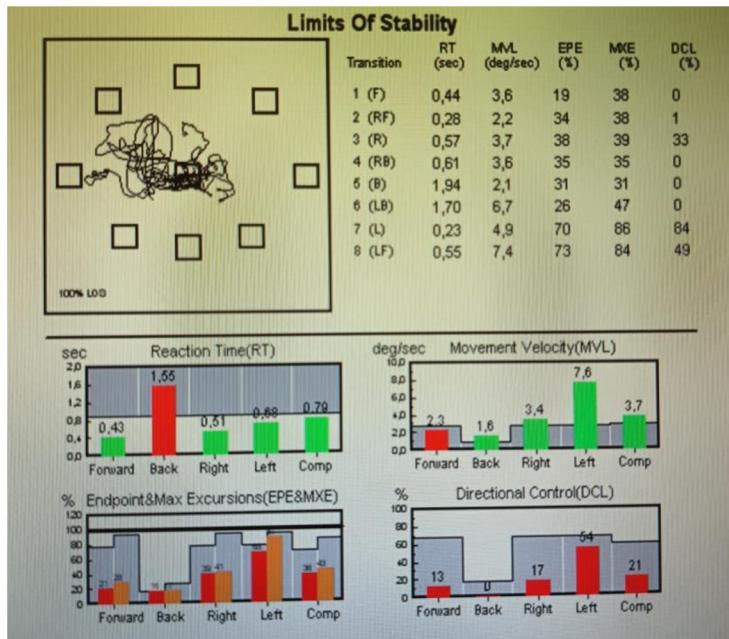 Limits Of Stability
Transition RT (sec) MVL (deg/sec) EPE (%) MXE (%) DCL (%)
1 (F) 0,44 3,6 19 38 0
2 (RF) 0,28 2,2 34 38 1
3 (R) 0,57 3,7 38 39 33
4 (RB) 0,61 3,6 35 35 0
5 (B) 1,94 2,1 31 31 0
6 (LB) 1,70 6,7 26 47 0
7 (L) 0,23 4,9 70 86 84
8 (LF) 0,55 7,4 73 84 49
100% LOS
sec Reaction Time(RT)
2,0
1,6
1,2
0,8
0,4
0,0
0,43 1,55 0,51 0,68 0,79
Forward Back Right Left Comp
deg/sec Movement Velocity(MVL)
10,0
8,0
6,0
4,0
2,0
0,0
2,3 1,6 3,4 7,6 3,7
Forward Back Right Left Comp
% Endpoint&Max Excursions(EPE&MXE)
120
100
80
60
40
20
0
21 28 39 41 43
Forward Back Right Left Comp
% Directional Control(DCL)
100
80
60
40
20
0
13 0 17 54 21
Forward Back Right Left Comp